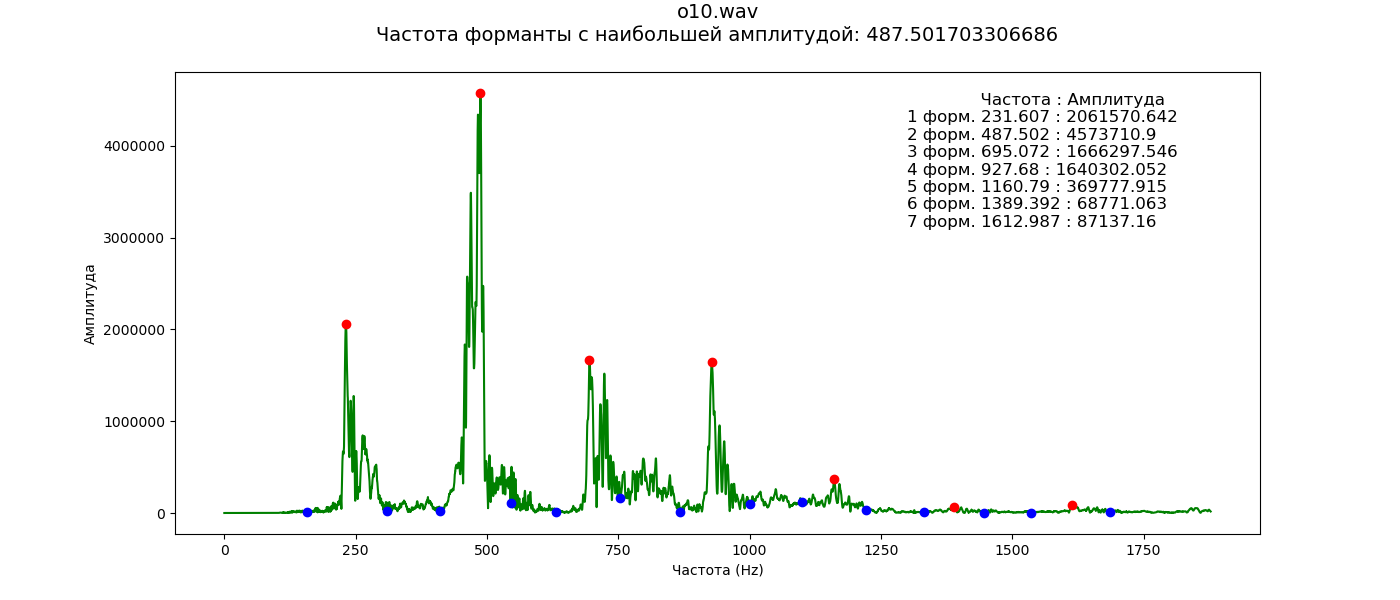 o10.wav
Частота форманты с наибольшей амплитудой: 487.501703306686
Частота : Амплитуда
1 форм. 231.607 : 2061570.642
2 форм. 487.502 : 4573710.9
3 форм. 695.072 : 1666297.546
4 форм. 927.68 : 1640302.052
5 форм. 1160.79 : 369777.915
6 форм. 1389.392 : 68771.063
7 форм. 1612.987 : 87137.16
4000000
3000000
2000000
1000000
0
Амплитуда
0 250 500 750 1000 1250 1500 1750
Частота (Hz)